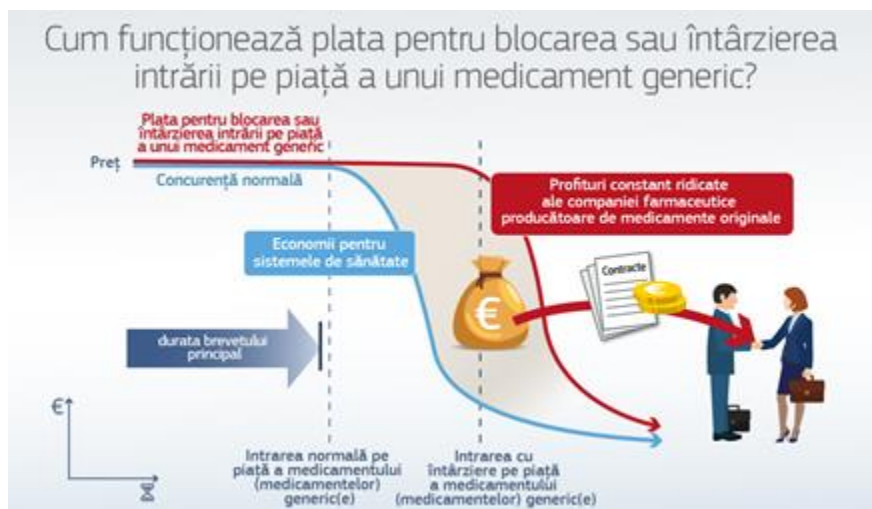 Cum funcționează plata pentru blocarea sau întârzierea
intrării pe piață a unui medicament generic?
Plata pentru blocarea sau
întârzierea intrării pe piață
a unui medicament generic
Preț
Concurență normală
Profituri constant ridicate
ale companiei farmaceutice
producătoare de medicamente originale
Economii pentru
sistemele de sănătate
Contracte
€
durata brevetului
principal
€
Intrarea normală pe
piață a medicamentului
(medicamentelor)
generic(e)
Intrarea cu
întârziere pe piață
a medicamentului
(medicamentelor) generic(e)